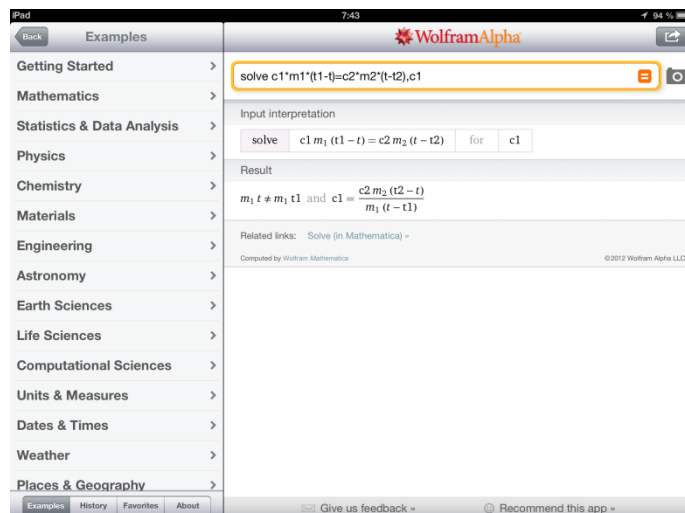 iPad 7:43 94 %
Back Examples WolframAlpha
Getting Started
Mathematics
Statistics & Data Analysis
Physics
Chemistry
Materials
Engineering
Astronomy
Earth Sciences
Life Sciences
Computational Sciences
Units & Measures
Dates & Times
Weather
Places & Geography
Examples History Favorites About
solve c1*m1*(t1-t)=c2*m2*(t-t2),c1
Input interpretation
solve c1 m₁ (t1 − t) = c2 m₂ (t − t2) for c1
Result
m₁ t ≠ m₁ t1 and c1 = c2 m₂ (t2 − t) / m₁ (t − t1)
Related links: Solve (in Mathematica) »
Computed by Wolfram Mathematica ©2012 Wolfram Alpha LLC
Give us feedback » Recommend this app »